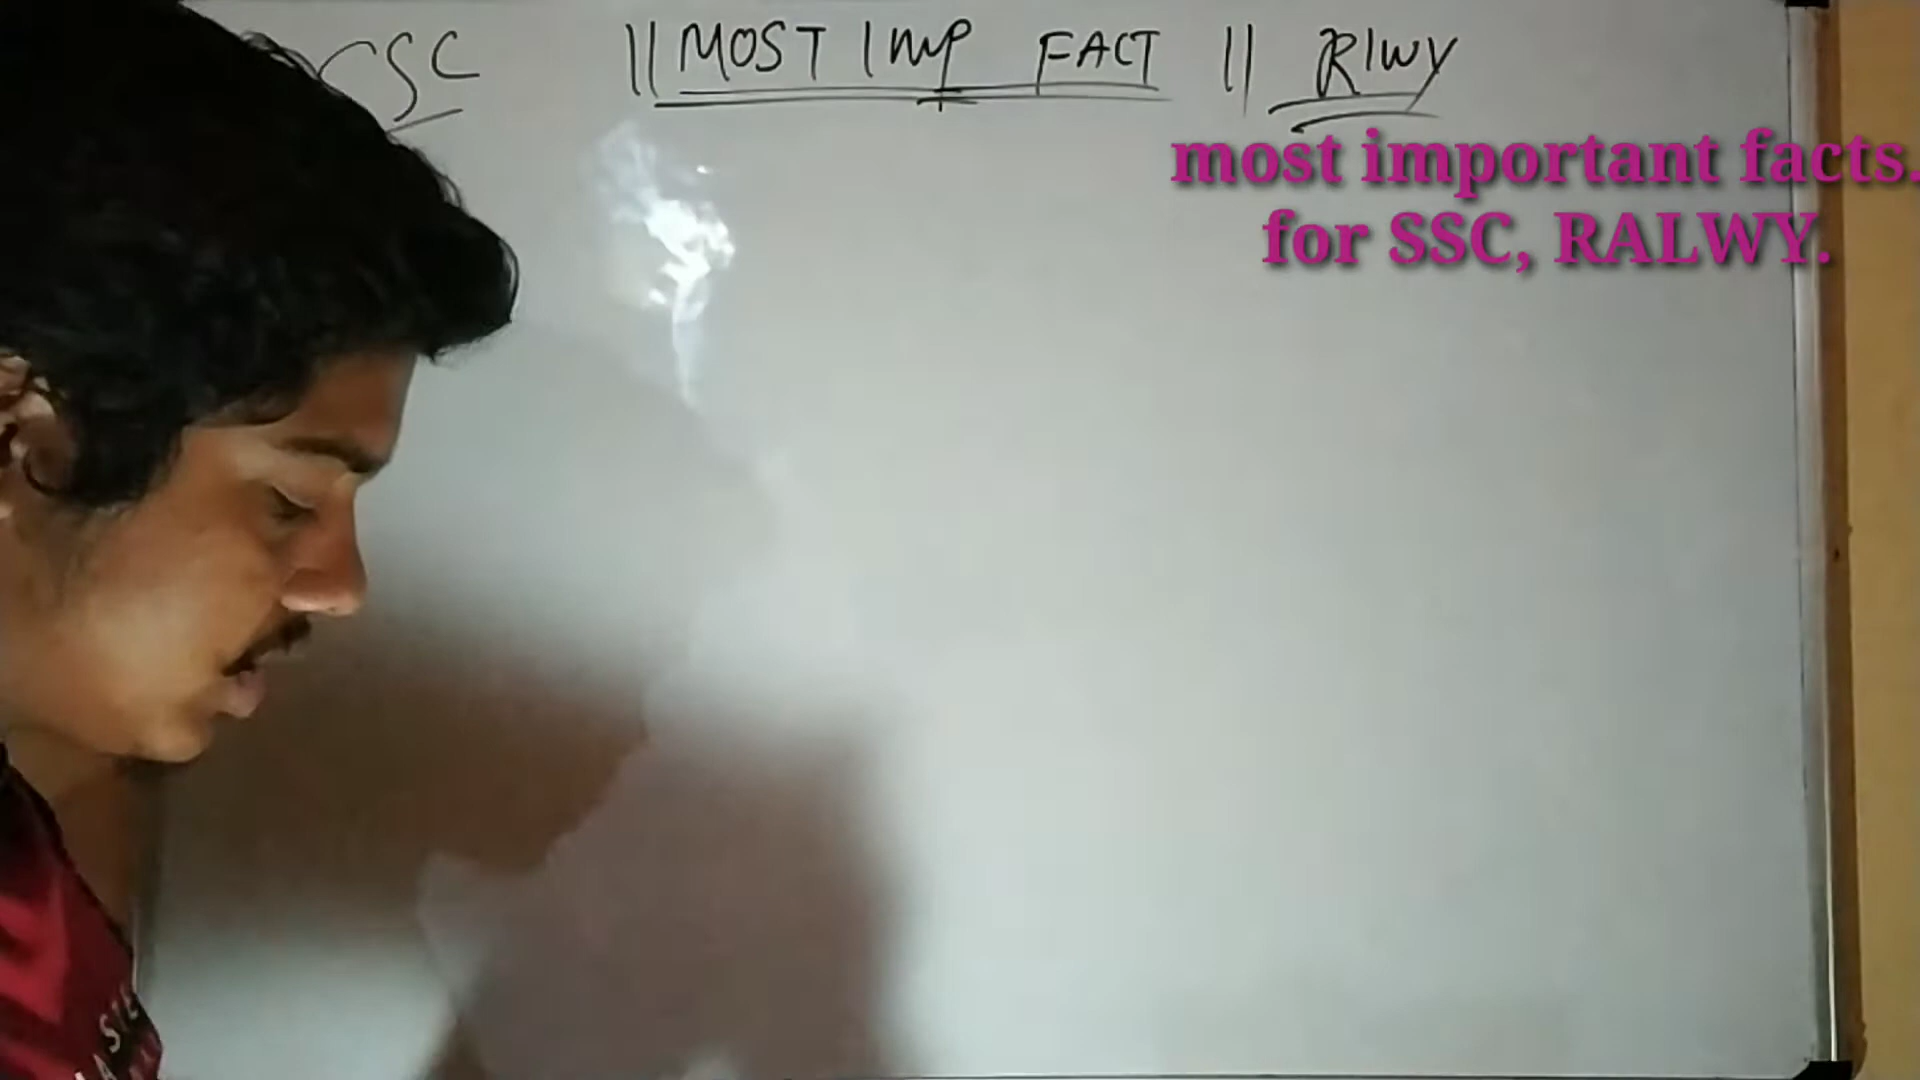 SSC || MOST IMP FACT || RlWY
most important facts.
for SSC, RALWY.